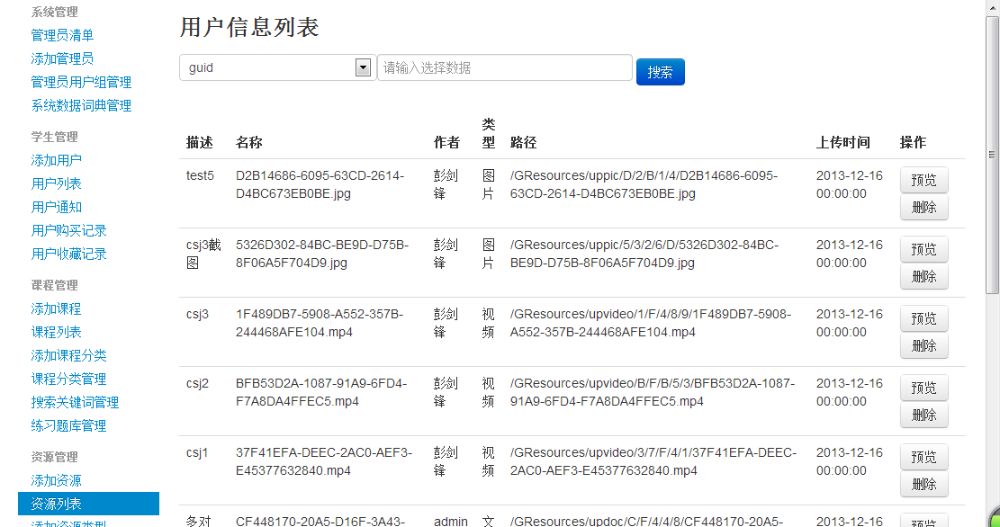 系统管理
管理员清单
添加管理员
管理员用户组管理
系统数据词典管理
学生管理
添加用户
用户列表
用户通知
用户购买记录
用户收藏记录
课程管理
添加课程
课程列表
添加课程分类
课程分类管理
搜索关键词管理
练习题库管理
资源管理
添加资源
资源列表
添加资源类型
用户信息列表
guid 请输入选择数据 搜索
描述 名称 作者 类型 路径 上传时间 操作
test5 D2B14686-6095-63CD-2614- 彭剑 图 /GResources/uppic/D/2/B/1/4/D2B14686-6095- 2013-12-16 预览
D4BC673EB0BE.jpg 锋 片 63CD-2614-D4BC673EB0BE.jpg 00:00:00 删除
csj3截 5326D302-84BC-BE9D-D75B- 彭剑 图 /GResources/uppic/5/3/2/6/D/5326D302-84BC- 2013-12-16 预览
图 8F06A5F704D9.jpg 锋 片 BE9D-D75B-8F06A5F704D9.jpg 00:00:00 删除
csj3 1F489DB7-5908-A552-357B- 彭剑 视 /GResources/upvideo/1/F/4/8/9/1F489DB7-5908- 2013-12-16 预览
244468AFE104.mp4 锋 频 A552-357B-244468AFE104.mp4 00:00:00 删除
csj2 BFB53D2A-1087-91A9-6FD4- 彭剑 视 /GResources/upvideo/B/F/B/5/3/BFB53D2A-1087- 2013-12-16 预览
F7A8DA4FFEC5.mp4 锋 频 91A9-6FD4-F7A8DA4FFEC5.mp4 00:00:00 删除
csj1 37F41EFA-DEEC-2AC0-AEF3- 彭剑 视 /GResources/upvideo/3/7/F/4/1/37F41EFA-DEEC- 2013-12-16 预览
E45377632840.mp4 锋 频 2AC0-AEF3-E45377632840.mp4 00:00:00 删除
多对 CF448170-20A5-D16F-3A43- admin 文 /GResources/updoc/C/F/4/4/8/CF448170-20A5- 2013-12-16 预览